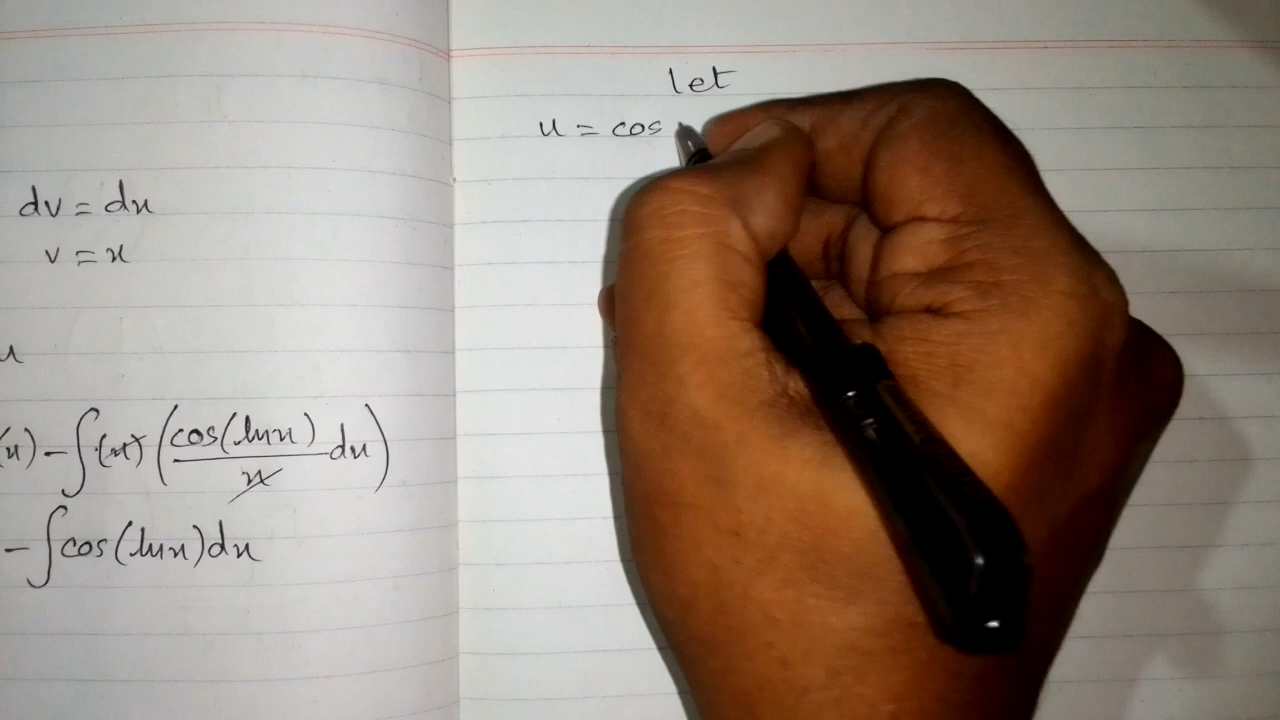 dv = dx
v = x
x
(x) - ∫(x) (cos(lnx)/x dx)
- ∫cos(lnx)dx
let
u = cos